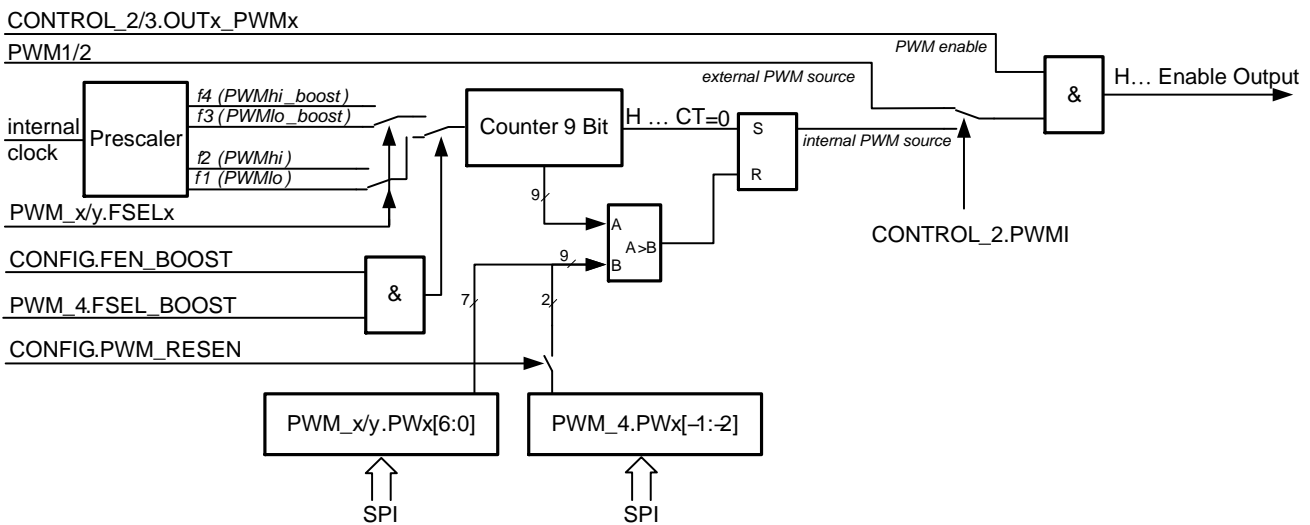 CONTROL_2/3.OUTx_PWMx
PWM enable
PWM1/2
external PWM source
&
H... Enable Output
f4 (PWMhi_boost)
f3 (PWMlo_boost)
internal
clock
Prescaler
f2 (PWMhi)
f1 (PWMlo)
Counter 9 Bit
H ... CT=0
S
R
internal PWM source
9
PWM_x/y.FSELx
A
A>B
B
9
CONTROL_2.PWMI
CONFIG.FEN_BOOST
&
PWM_4.FSEL_BOOST
7
2
CONFIG.PWM_RESEN
PWM_x/y.PWx[6:0]
PWM_4.PWx[–1:–2]
SPI
SPI